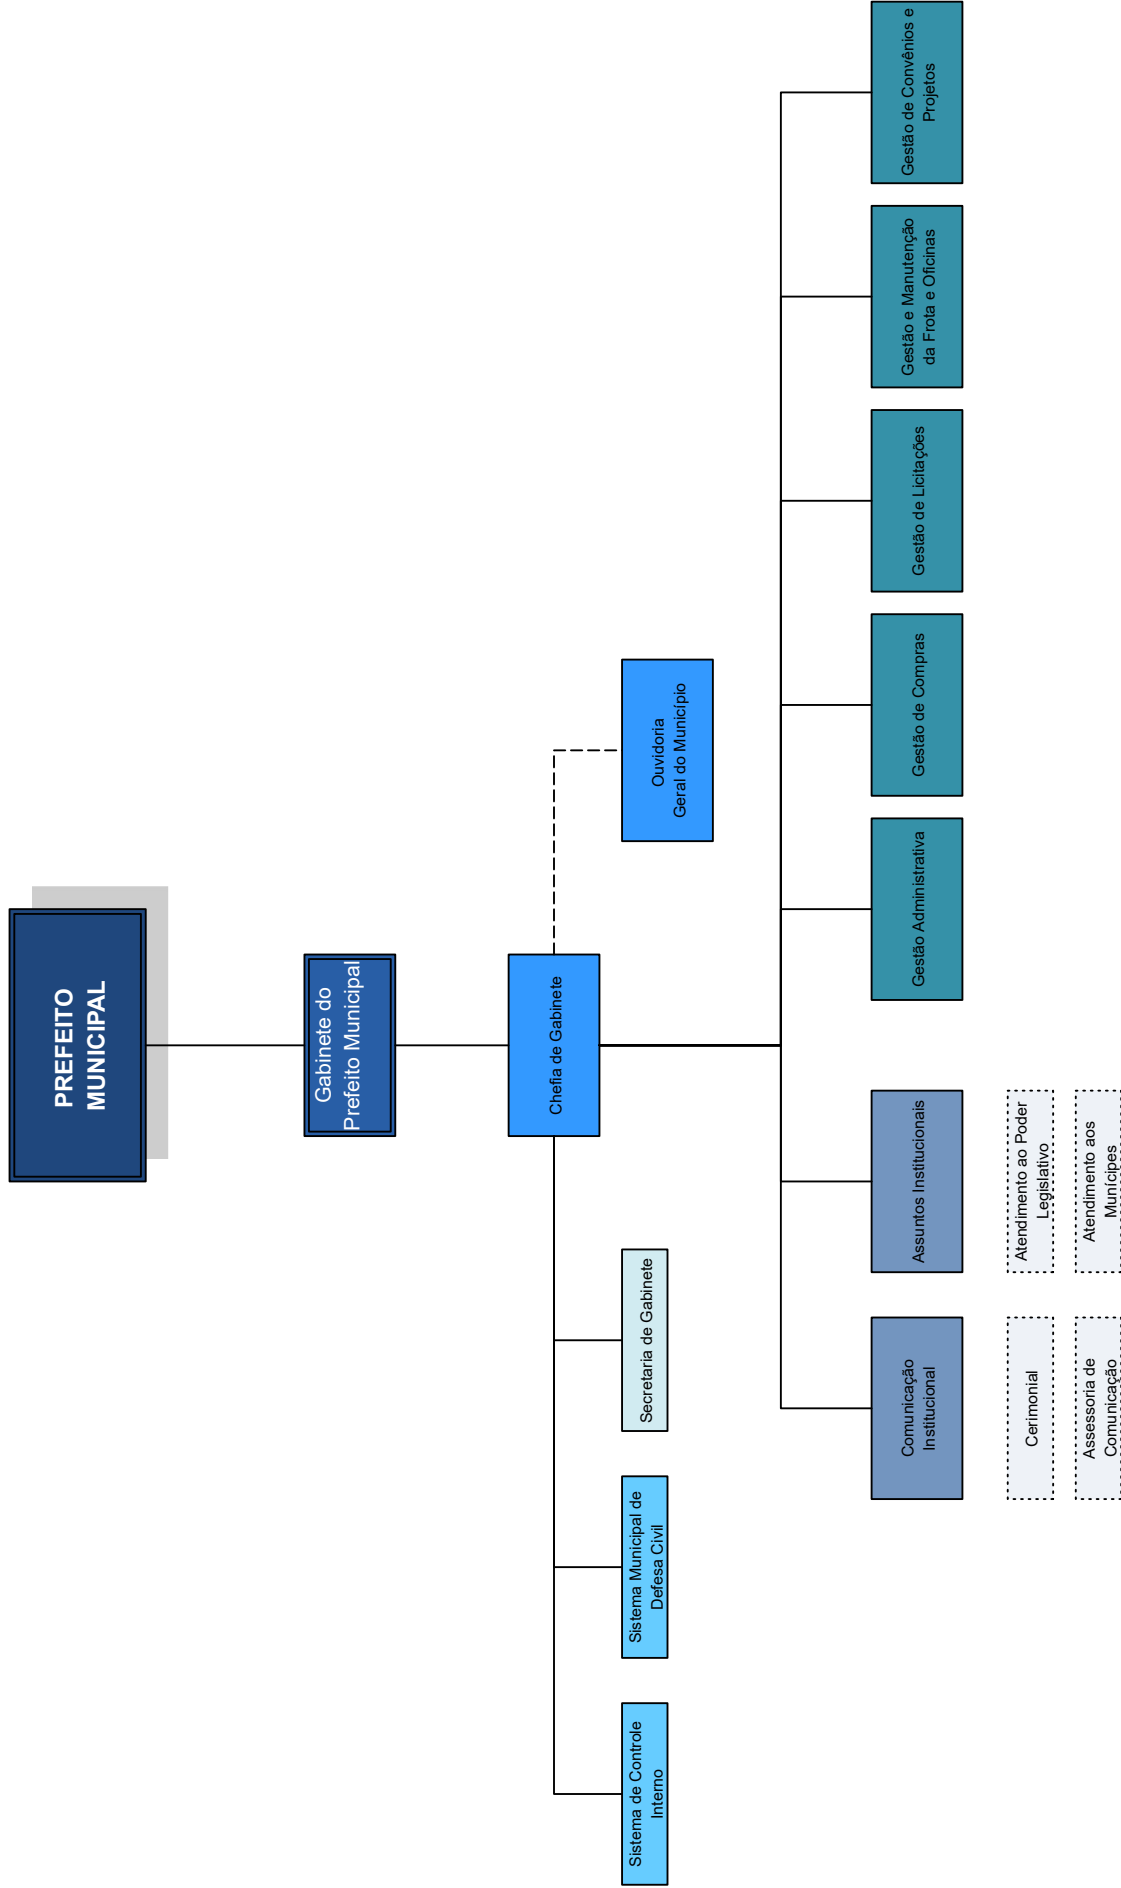 PREFEITO
MUNICIPAL
Gabinete do
Prefeito Municipal
Chefia de Gabinete
Ouvidoria
Geral do Município
Sistema de Controle
Interno
Sistema Municipal de
Defesa Civil
Secretaria de Gabinete
Comunicação
Institucional
Assuntos Institucionais
Gestão Administrativa
Gestão de Compras
Gestão de Licitações
Gestão e Manutenção
da Frota e Oficinas
Gestão de Convênios e
Projetos
Cerimonial
Atendimento ao Poder
Legislativo
Assessoria de
Comunicação
Atendimento aos
Munícipes